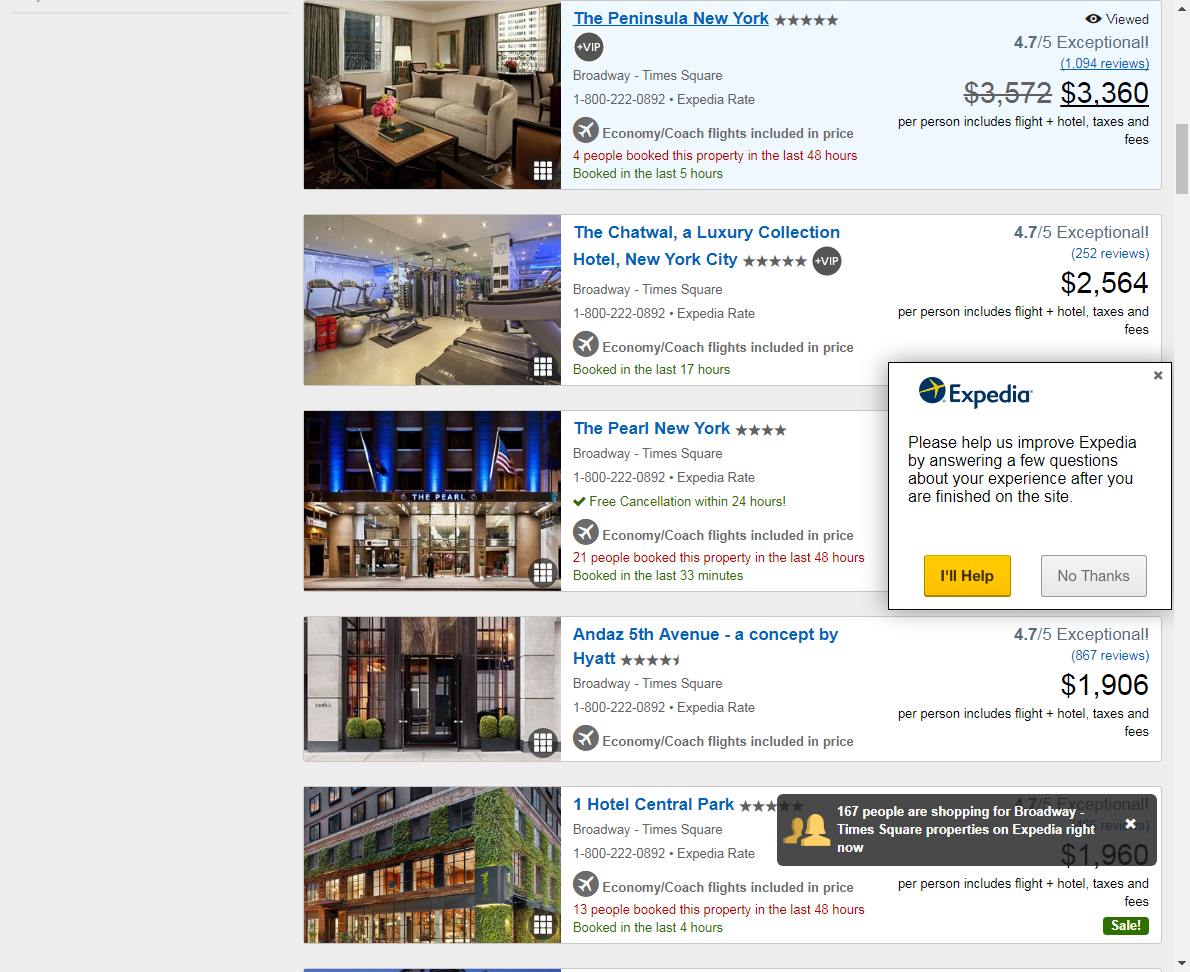 The Peninsula New York
Viewed
+VIP
4.7/5 Exceptional!
(1,094 reviews)
Broadway - Times Square
$3,572 $3,360
1-800-222-0892 • Expedia Rate
per person includes flight + hotel, taxes and
fees
Economy/Coach flights included in price
4 people booked this property in the last 48 hours
Booked in the last 5 hours
The Chatwal, a Luxury Collection
Hotel, New York City
+VIP
4.7/5 Exceptional!
(252 reviews)
$2,564
Broadway - Times Square
1-800-222-0892 • Expedia Rate
per person includes flight + hotel, taxes and
fees
Economy/Coach flights included in price
Booked in the last 17 hours
The Pearl New York
Broadway - Times Square
1-800-222-0892 • Expedia Rate
Free Cancellation within 24 hours!
Economy/Coach flights included in price
21 people booked this property in the last 48 hours
Booked in the last 33 minutes
THE PEARL
Expedia
Please help us improve Expedia
by answering a few questions
about your experience after you
are finished on the site.
I'll Help
No Thanks
Andaz 5th Avenue - a concept by
Hyatt
4.7/5 Exceptional!
(867 reviews)
$1,906
Broadway - Times Square
1-800-222-0892 • Expedia Rate
per person includes flight + hotel, taxes and
fees
Economy/Coach flights included in price
1 Hotel Central Park
4.7/5 Exceptional!
Broadway - Times Square
1-800-222-0892 • Expedia Rate
167 people are shopping for Broadway -
Times Square properties on Expedia right
now
$1,960
per person includes flight + hotel, taxes and
fees
Economy/Coach flights included in price
13 people booked this property in the last 48 hours
Booked in the last 4 hours
Sale!